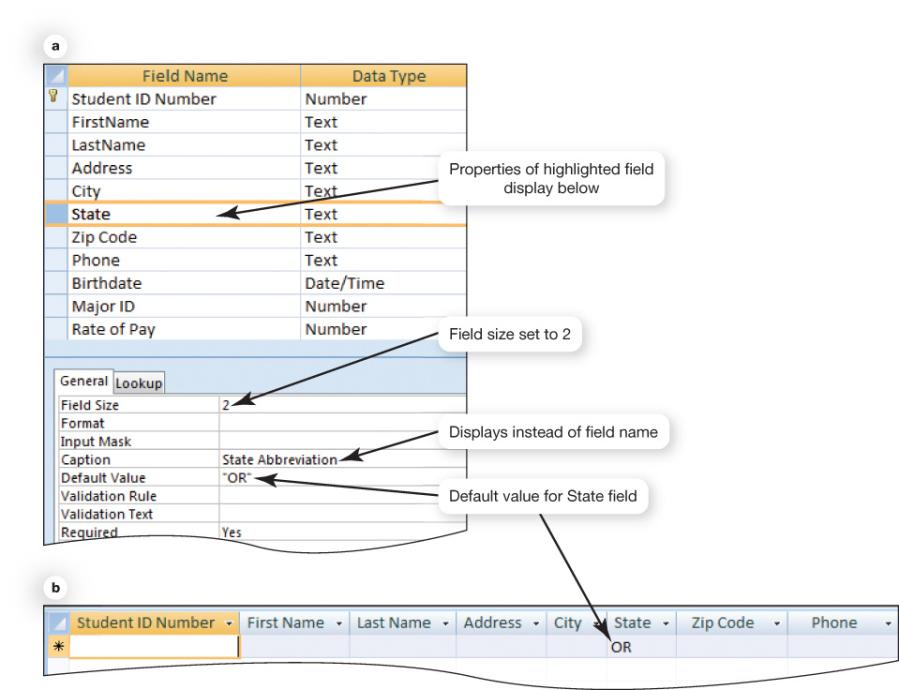 a
Field Name Data Type
Student ID Number Number
FirstName Text
LastName Text
Address Text
Properties of highlighted field
display below
City Text
State Text
Zip Code Text
Phone Text
Birthdate Date/Time
Major ID Number
Rate of Pay Number
Field size set to 2
General Lookup
Field Size 2
Format
Input Mask
Displays instead of field name
Caption State Abbreviation
Default Value "OR"
Default value for State field
Validation Rule
Validation Text
Required Yes
b
Student ID Number First Name Last Name Address City State Zip Code Phone
* OR